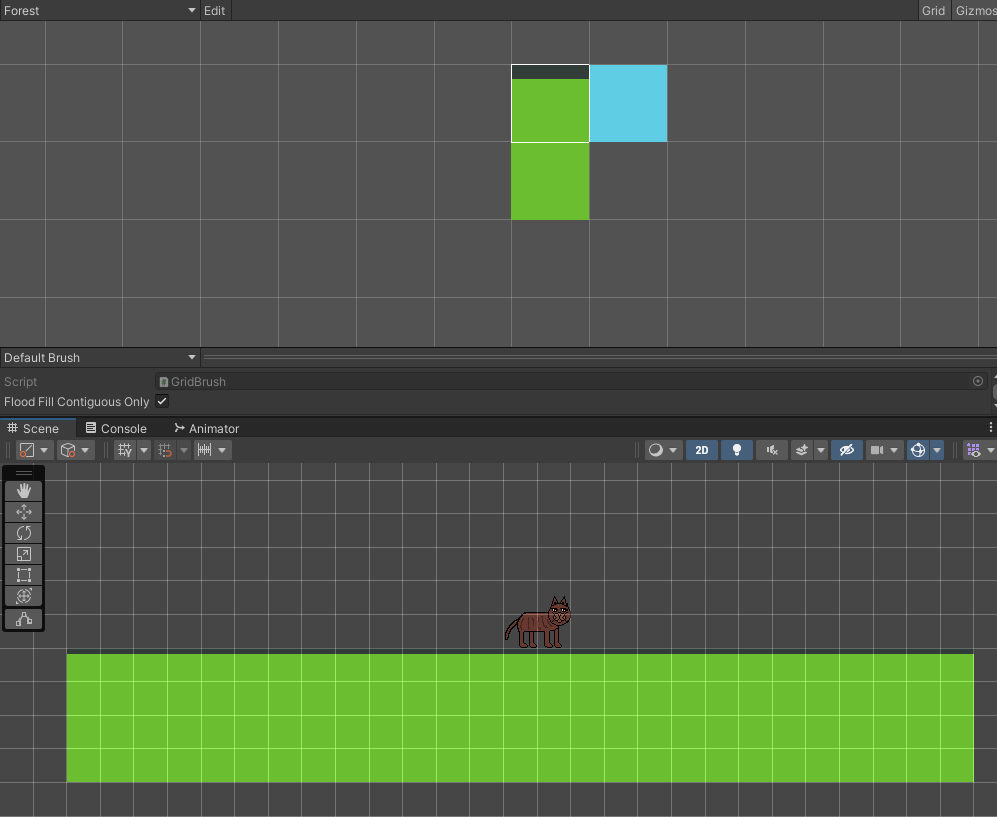 Forest Edit Grid Gizmos
Default Brush
Script GridBrush
Flood Fill Contiguous Only
Scene Console Animator
2D